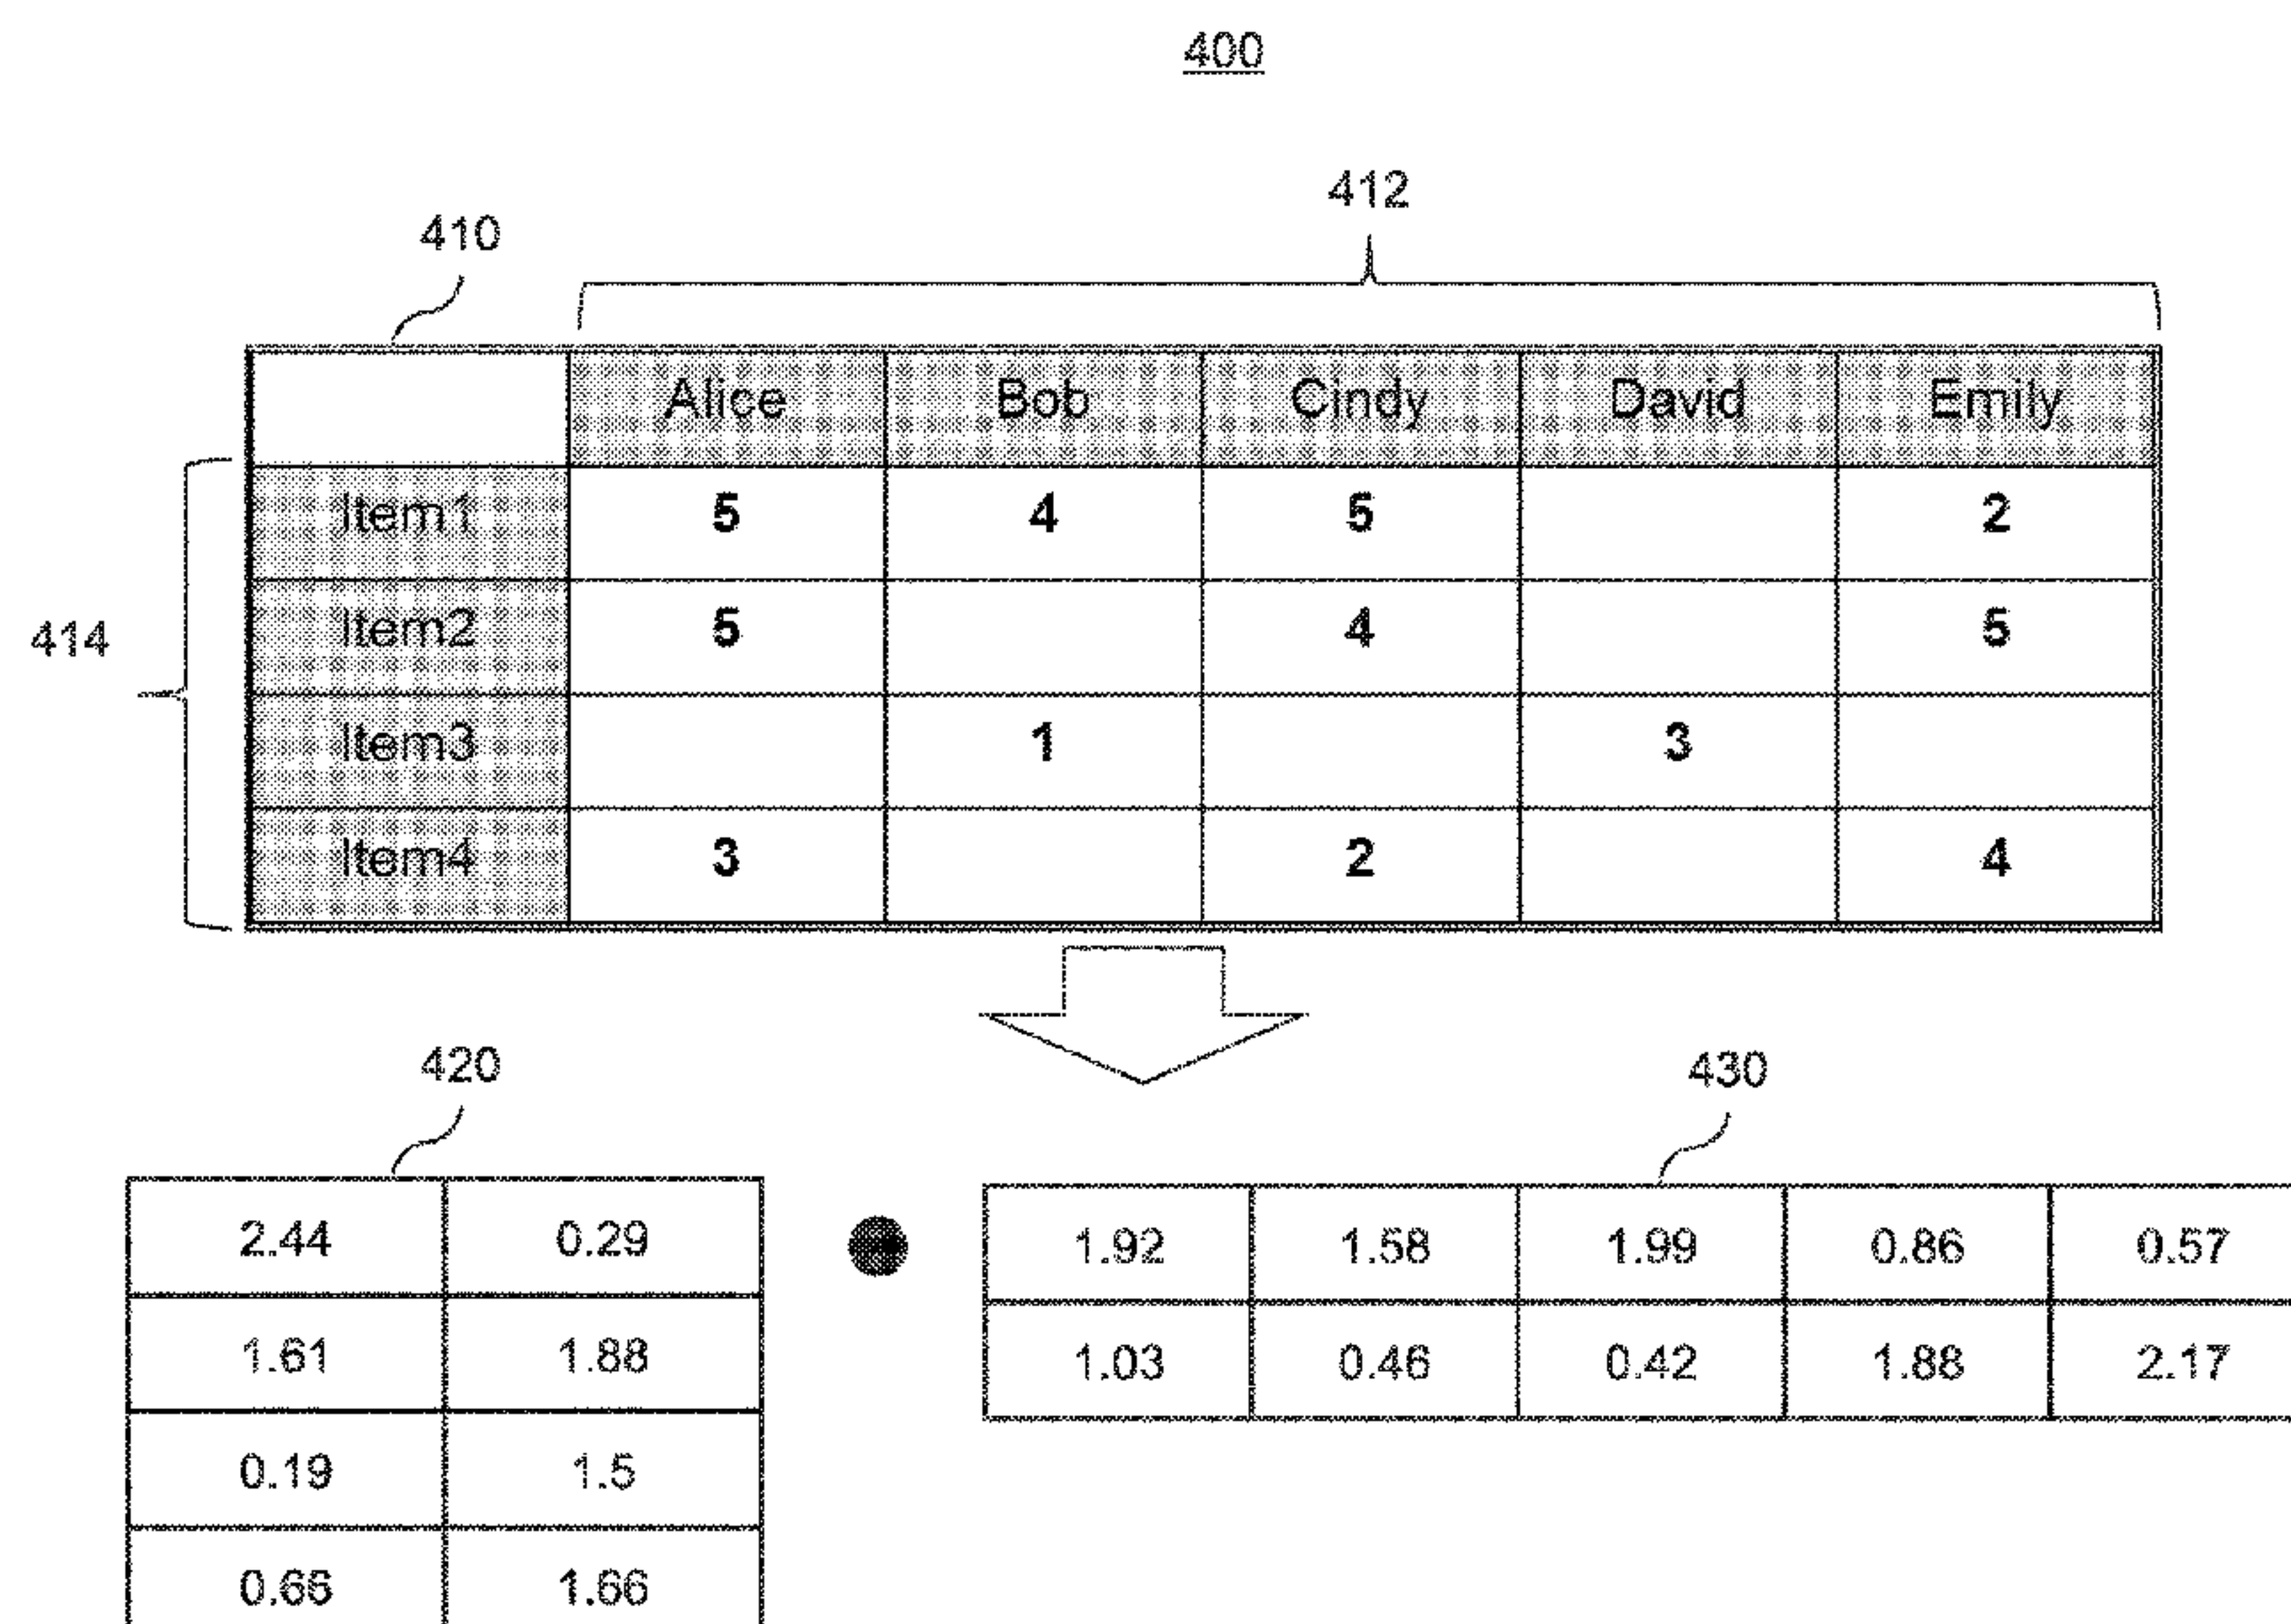 400
412
410
Alice Bob Cindy David Emily
Item1 5 4 5 2
Item2 5 4 5
414
Item3 1 3
Item4 3 2 4
420
430
2.44 0.29
1.92 1.58 1.99 0.86 0.57
1.61 1.88
1.03 0.46 0.42 1.88 2.17
0.19 1.5
0.66 1.66